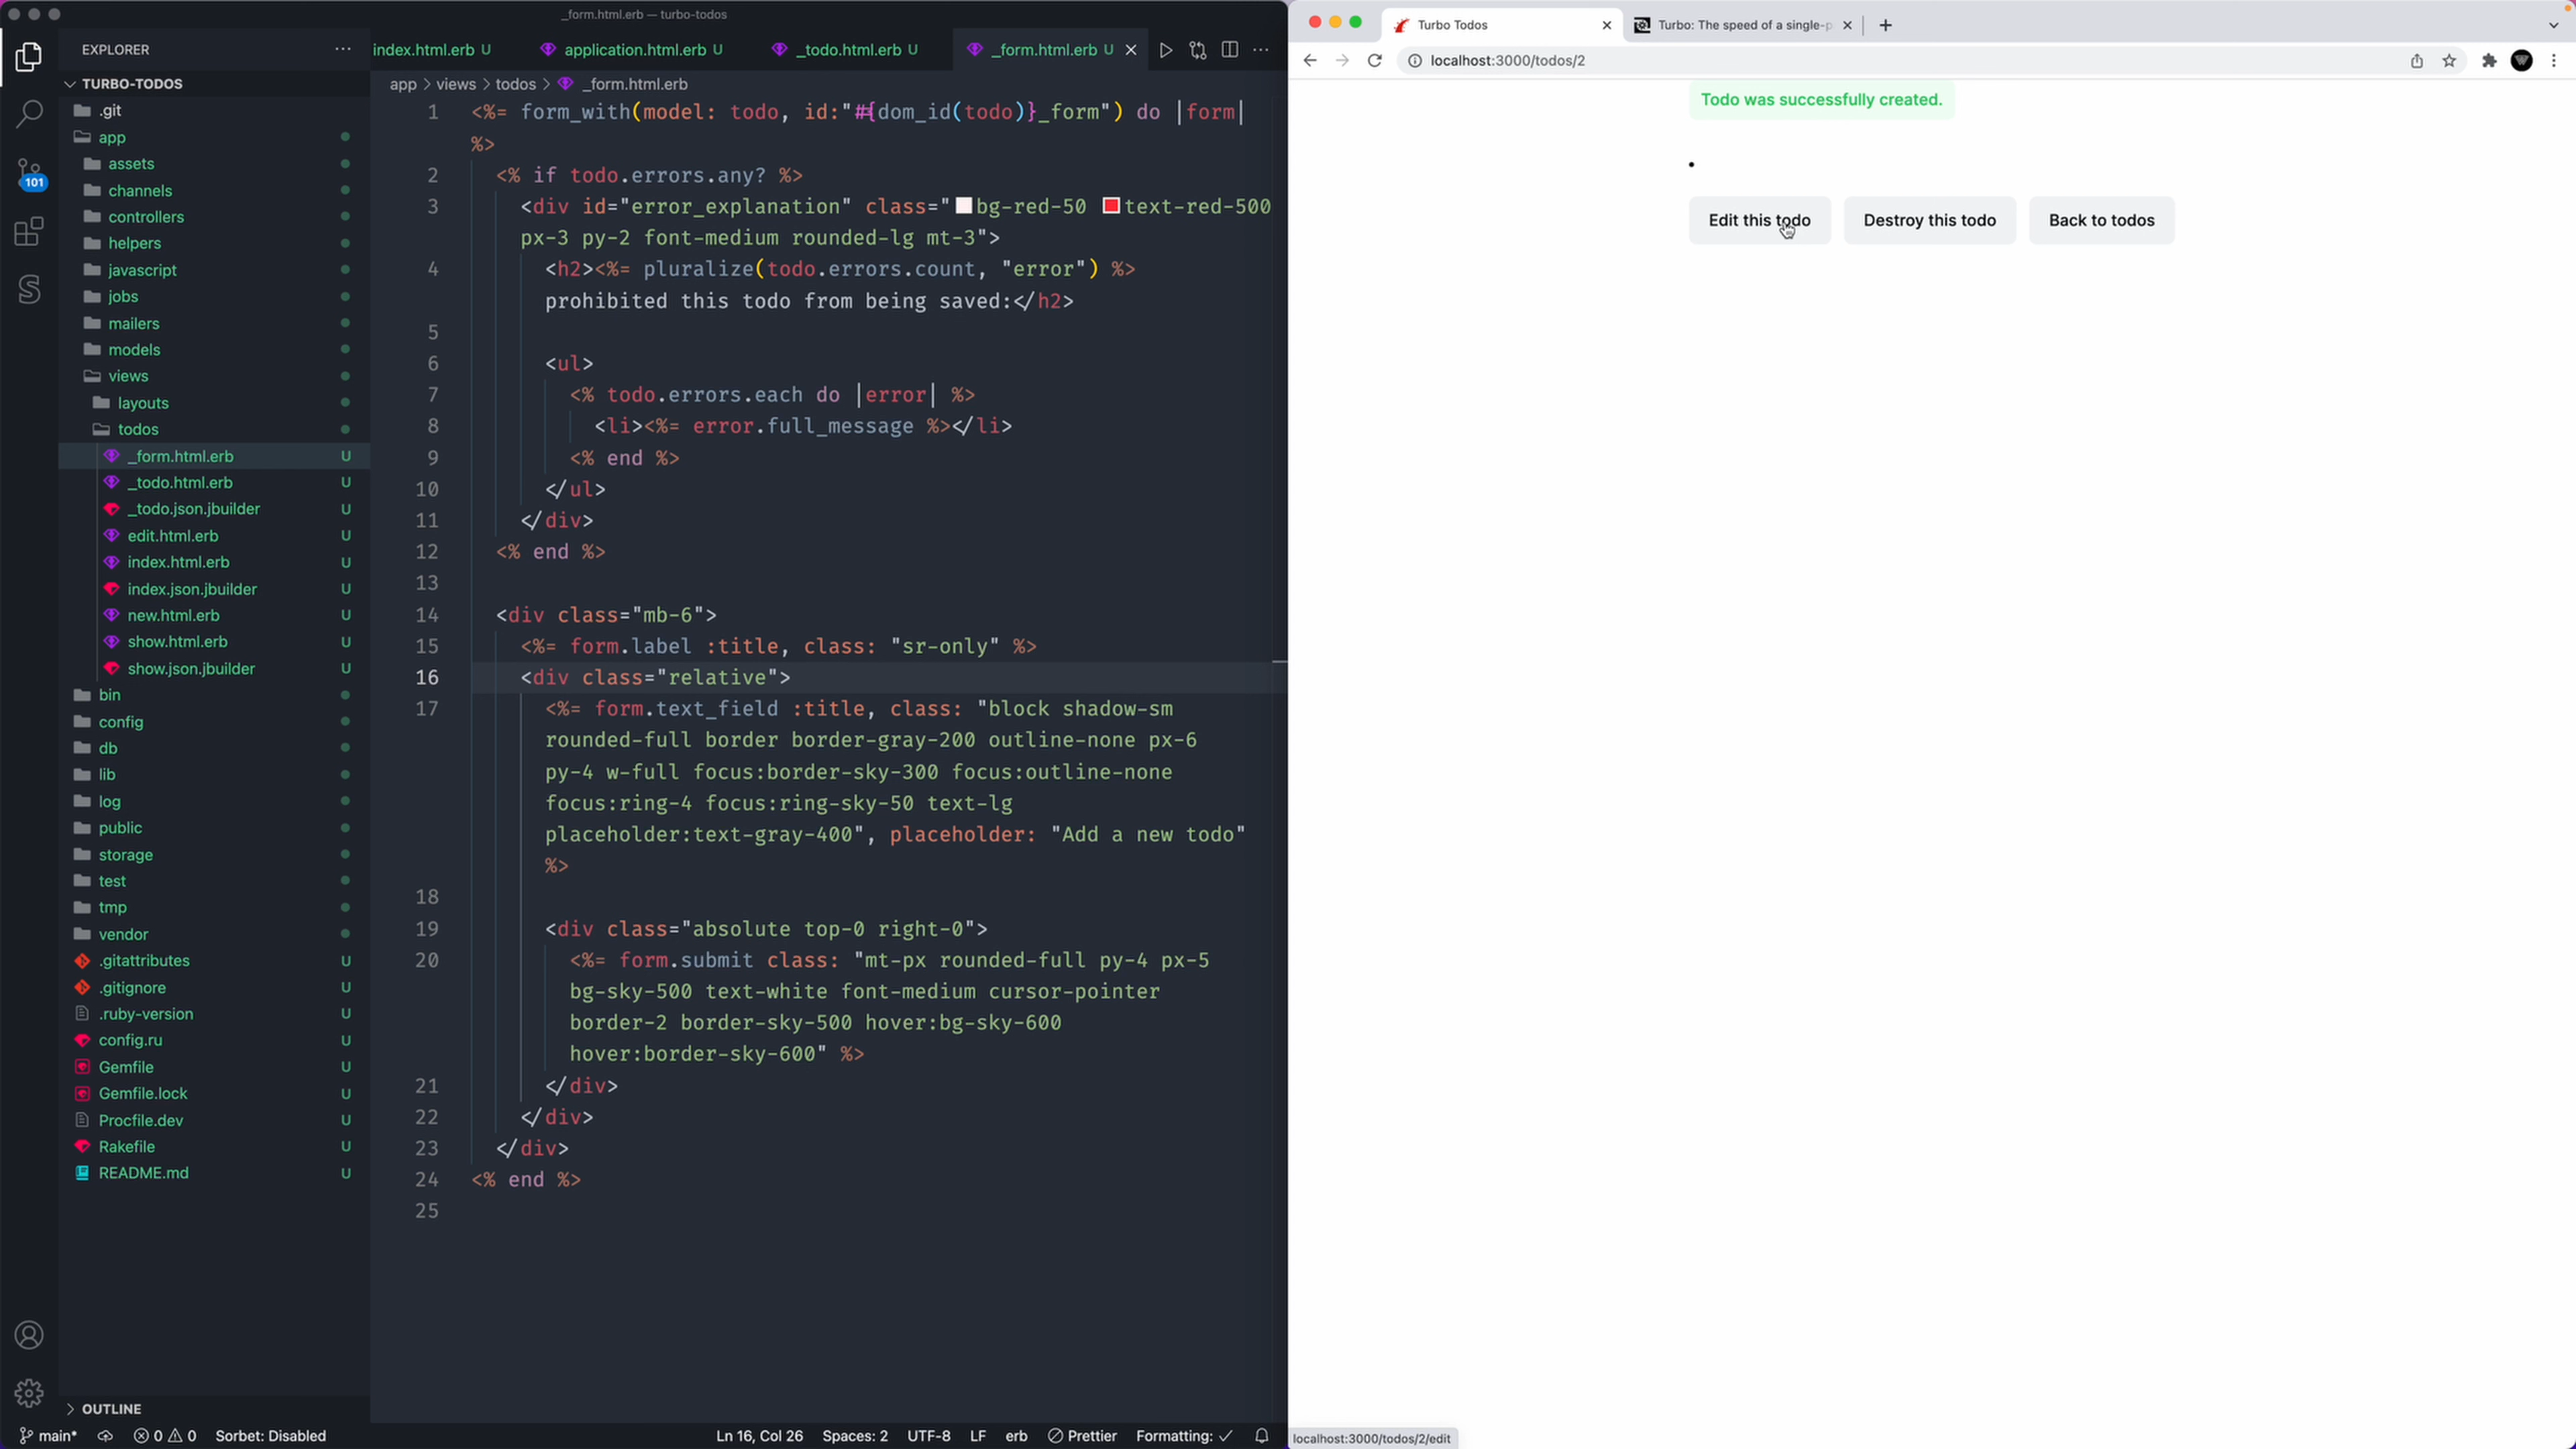 _form.html.erb — turbo-todos
EXPLORER
TURBO-TODOS
.git
app
assets
channels
controllers
helpers
javascript
jobs
mailers
models
views
layouts
todos
_form.html.erb U
_todo.html.erb U
_todo.json.jbuilder U
edit.html.erb U
index.html.erb U
index.json.jbuilder U
new.html.erb U
show.html.erb U
show.json.jbuilder U
bin
config
db
lib
log
public
storage
test
tmp
vendor
.gitattributes U
.gitignore U
.ruby-version U
config.ru U
Gemfile U
Gemfile.lock U
Procfile.dev U
Rakefile U
README.md U
OUTLINE
101
index.html.erb U application.html.erb U _todo.html.erb U _form.html.erb U
app > views > todos > _form.html.erb
1 <%= form_with(model: todo, id:"#{dom_id(todo)}_form") do |form|
%>
2 <% if todo.errors.any? %>
3 <div id="error_explanation" class="bg-red-50 text-red-500
px-3 py-2 font-medium rounded-lg mt-3">
4 <h2><%= pluralize(todo.errors.count, "error") %>
prohibited this todo from being saved:</h2>
5
6 <ul>
7 <% todo.errors.each do |error| %>
8 <li><%= error.full_message %></li>
9 <% end %>
10 </ul>
11 </div>
12 <% end %>
13
14 <div class="mb-6">
15 <%= form.label :title, class: "sr-only" %>
16 <div class="relative">
17 <%= form.text_field :title, class: "block shadow-sm
rounded-full border border-gray-200 outline-none px-6
py-4 w-full focus:border-sky-300 focus:outline-none
focus:ring-4 focus:ring-sky-50 text-lg
placeholder:text-gray-400", placeholder: "Add a new todo"
%>
18
19 <div class="absolute top-0 right-0">
20 <%= form.submit class: "mt-px rounded-full py-4 px-5
bg-sky-500 text-white font-medium cursor-pointer
border-2 border-sky-500 hover:bg-sky-600
hover:border-sky-600" %>
21 </div>
22 </div>
23 </div>
24 <% end %>
25
main* 0 0 Sorbet: Disabled Ln 16, Col 26 Spaces: 2 UTF-8 LF erb Prettier Formatting: ✓
Turbo Todos Turbo: The speed of a single-p
localhost:3000/todos/2
Todo was successfully created.
Edit this todo Destroy this todo Back to todos
localhost:3000/todos/2/edit